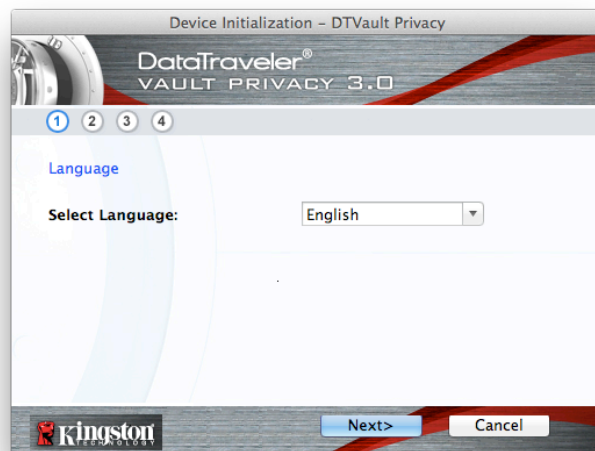 Device Initialization – DTVault Privacy
DataTraveler®
VAULT PRIVACY 3.0
1 2 3 4
Language
Select Language: English
Kingston
TECHNOLOGY
Next> Cancel